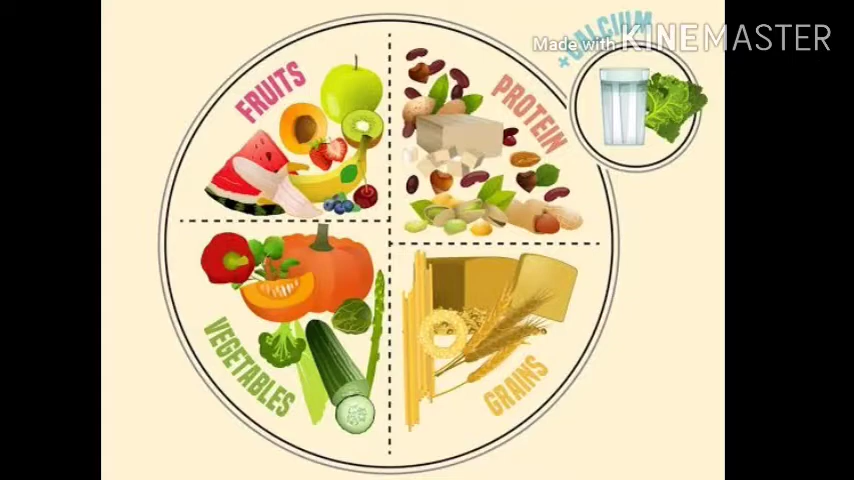 +CALCIUM
Made with KINEMASTER
FRUITS
PROTEIN
VEGETABLES
GRAINS